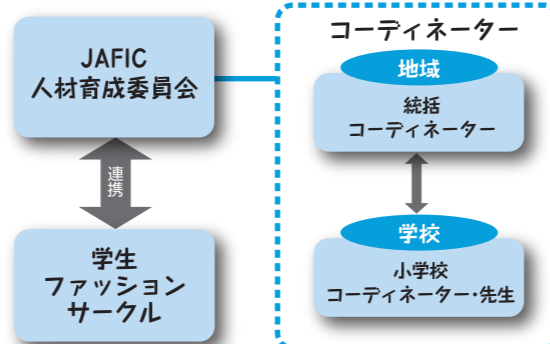 JAFIC
人材育成委員会
連携
学生
ファッション
サークル
コーディネーター
地域
統括
コーディネーター
学校
小学校
コーディネーター・先生